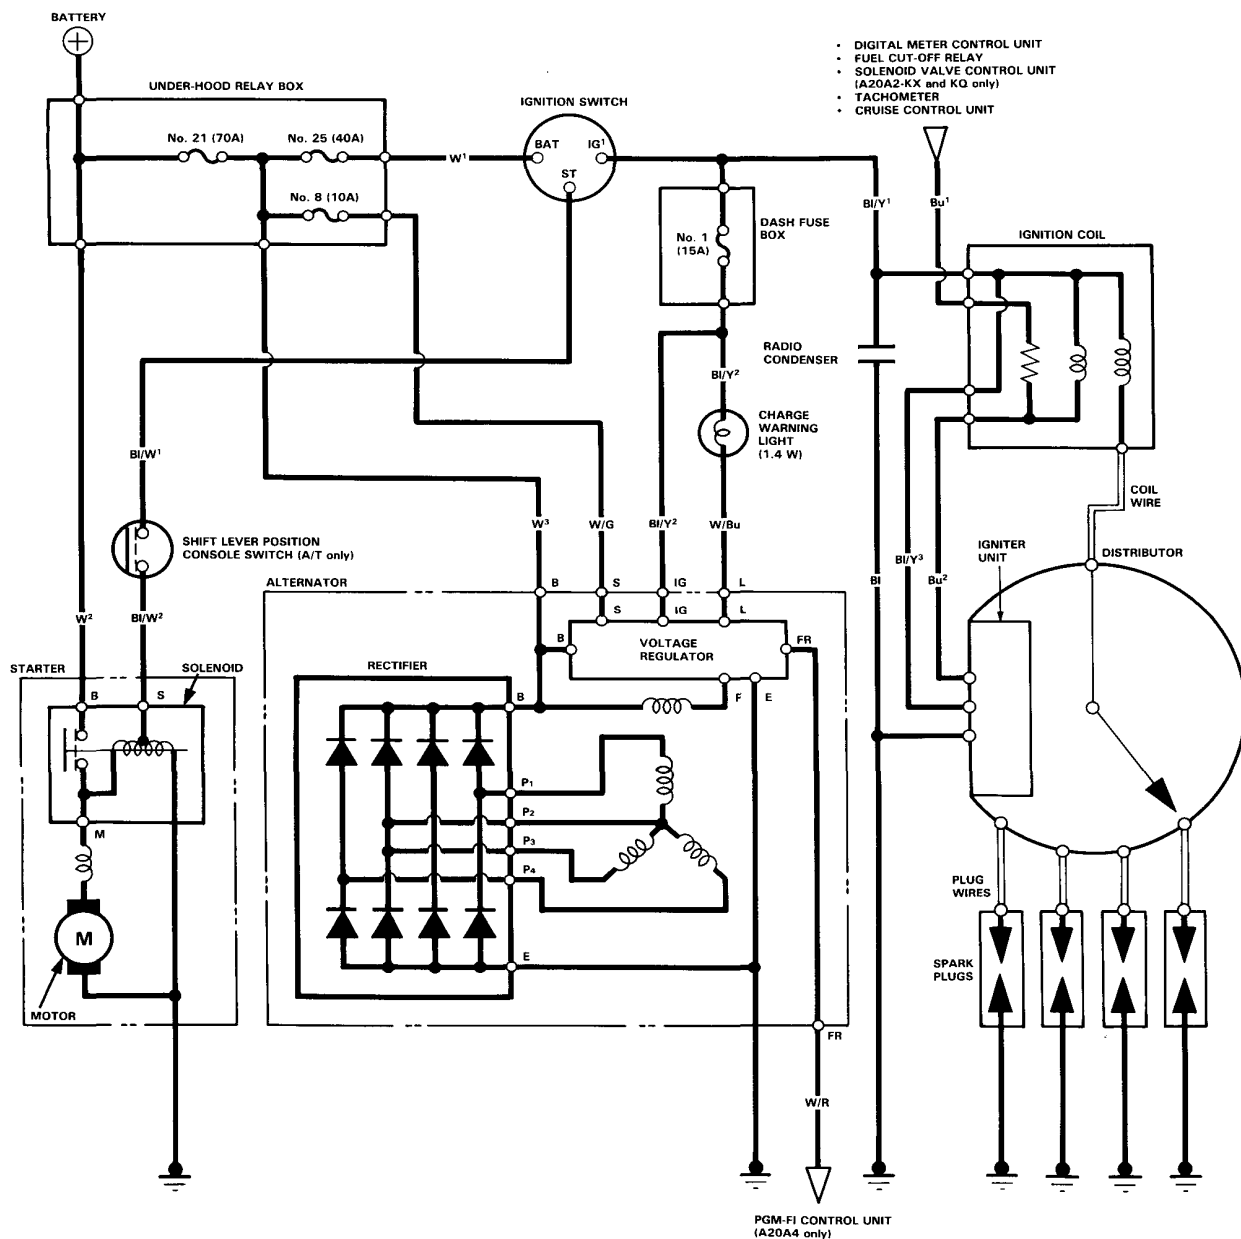 BATTERY
UNDER-HOOD RELAY BOX
No. 21 (70A)
No. 25 (40A)
No. 8 (10A)
W1
IGNITION SWITCH
BAT
IG1
ST
• DIGITAL METER CONTROL UNIT
• FUEL CUT-OFF RELAY
• SOLENOID VALVE CONTROL UNIT
(A20A2-KX and KQ only)
• TACHOMETER
• CRUISE CONTROL UNIT
Bl/Y1
Bu1
No. 1
(15A)
DASH FUSE
BOX
IGNITION COIL
RADIO
CONDENSER
Bl/Y2
CHARGE
WARNING
LIGHT
(1.4 W)
Bl/W1
SHIFT LEVER POSITION
CONSOLE SWITCH (A/T only)
W3
W/G
Bl/Y2
W/Bu
COIL
WIRE
Bl/Y3
Bu2
Bl
IGNITER
UNIT
DISTRIBUTOR
ALTERNATOR
B
S
IG
L
S
IG
L
W2
Bl/W2
B
VOLTAGE
REGULATOR
FR
STARTER
SOLENOID
RECTIFIER
B
S
B
F
E
P1
P2
P3
P4
M
M
MOTOR
E
FR
PLUG
WIRES
SPARK
PLUGS
W/R
PGM-FI CONTROL UNIT
(A20A4 only)